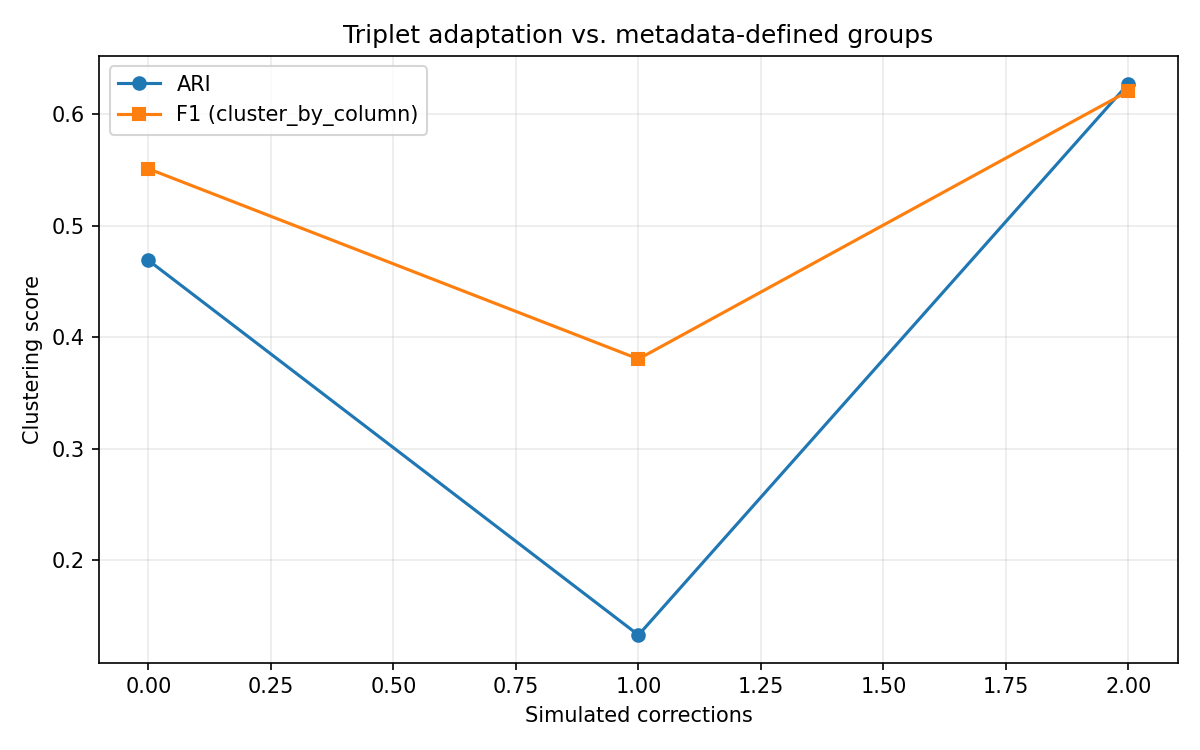 Triplet adaptation vs. metadata-defined groups
ARI
F1 (cluster_by_column)
Clustering score
0.6
0.5
0.4
0.3
0.2
0.00 0.25 0.50 0.75 1.00 1.25 1.50 1.75 2.00
Simulated corrections